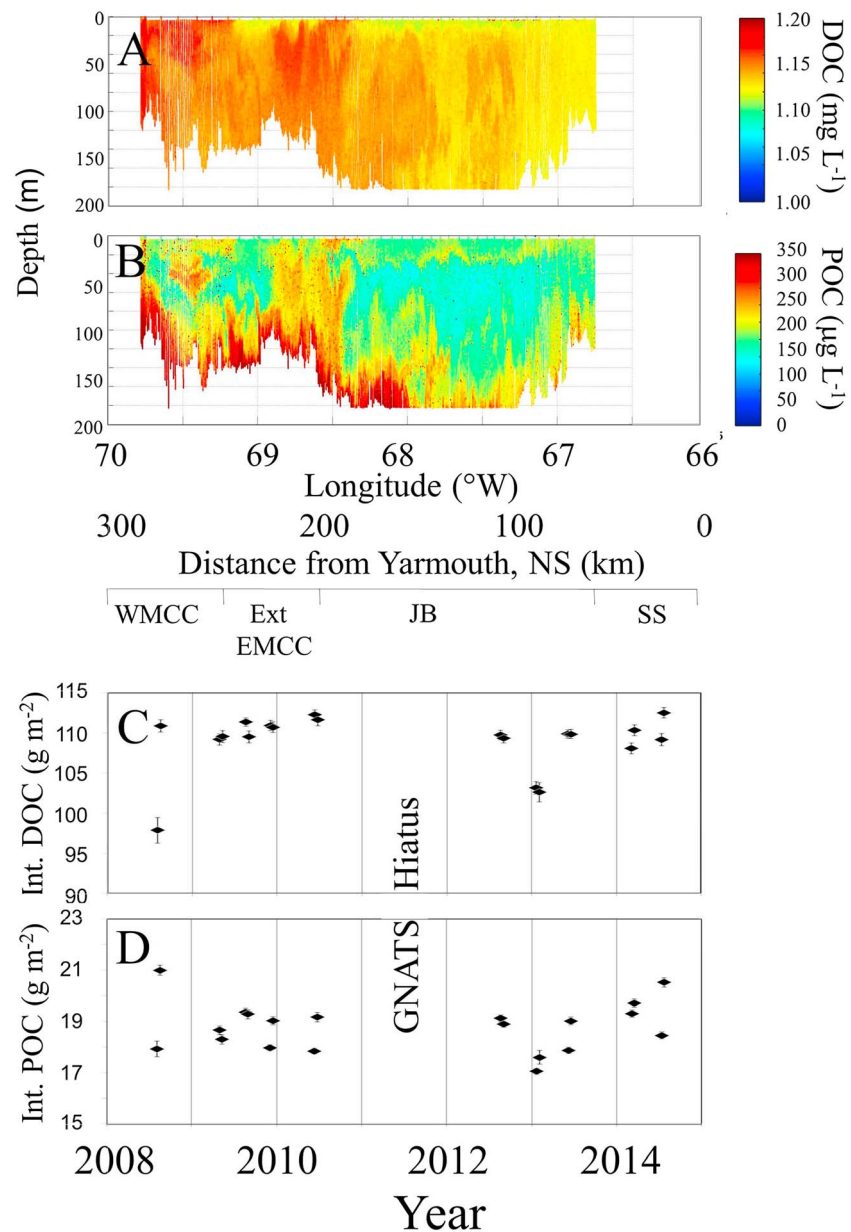 A
0
50
100
150
200
1.20
1.15
1.10
1.05
1.00
DOC (mg L-1)
Depth (m)
B
0
50
100
150
200
350
300
250
200
150
100
50
0
POC (µg L-1)
70 69 68 67 66
Longitude (°W)
300 200 100 0
Distance from Yarmouth, NS (km)
WMCC Ext JB SS
EMCC
C
115
110
105
100
95
90
Int. DOC (g m-2)
Hiatus
D
23
21
19
17
15
Int. POC (g m-2)
GNATS
2008 2010 2012 2014
Year